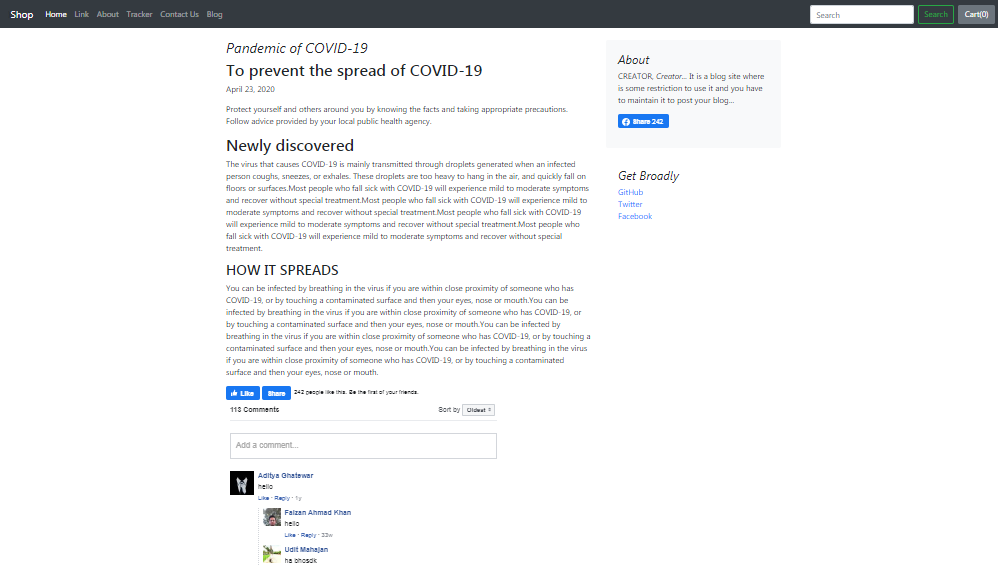 Shop Home Link About Tracker Contact Us Blog Search Search Cart(0)
Pandemic of COVID-19
To prevent the spread of COVID-19
April 23, 2020
Protect yourself and others around you by knowing the facts and taking appropriate precautions.
Follow advice provided by your local public health agency.
Newly discovered
The virus that causes COVID-19 is mainly transmitted through droplets generated when an infected
person coughs, sneezes, or exhales. These droplets are too heavy to hang in the air, and quickly fall on
floors or surfaces.Most people who fall sick with COVID-19 will experience mild to moderate symptoms
and recover without special treatment.Most people who fall sick with COVID-19 will experience mild to
moderate symptoms and recover without special treatment.Most people who fall sick with COVID-19
will experience mild to moderate symptoms and recover without special treatment.Most people who
fall sick with COVID-19 will experience mild to moderate symptoms and recover without special
treatment.
HOW IT SPREADS
You can be infected by breathing in the virus if you are within close proximity of someone who has
COVID-19, or by touching a contaminated surface and then your eyes, nose or mouth.You can be
infected by breathing in the virus if you are within close proximity of someone who has COVID-19, or
by touching a contaminated surface and then your eyes, nose or mouth.You can be infected by
breathing in the virus if you are within close proximity of someone who has COVID-19, or by touching a
contaminated surface and then your eyes, nose or mouth.You can be infected by breathing in the virus
if you are within close proximity of someone who has COVID-19, or by touching a contaminated
surface and then your eyes, nose or mouth.
Like Share 242 people like this. Be the first of your friends.
113 Comments Sort by Oldest
Add a comment...
Aditya Ghatewar
hello
Like · Reply · 1y
Faizan Ahmad Khan
hello
Like · Reply · 33w
Udit Mahajan
ha bhosdk
About
CREATOR, Creator... It is a blog site where
is some restriction to use it and you have
to maintain it to post your blog...
Share 242
Get Broadly
GitHub
Twitter
Facebook